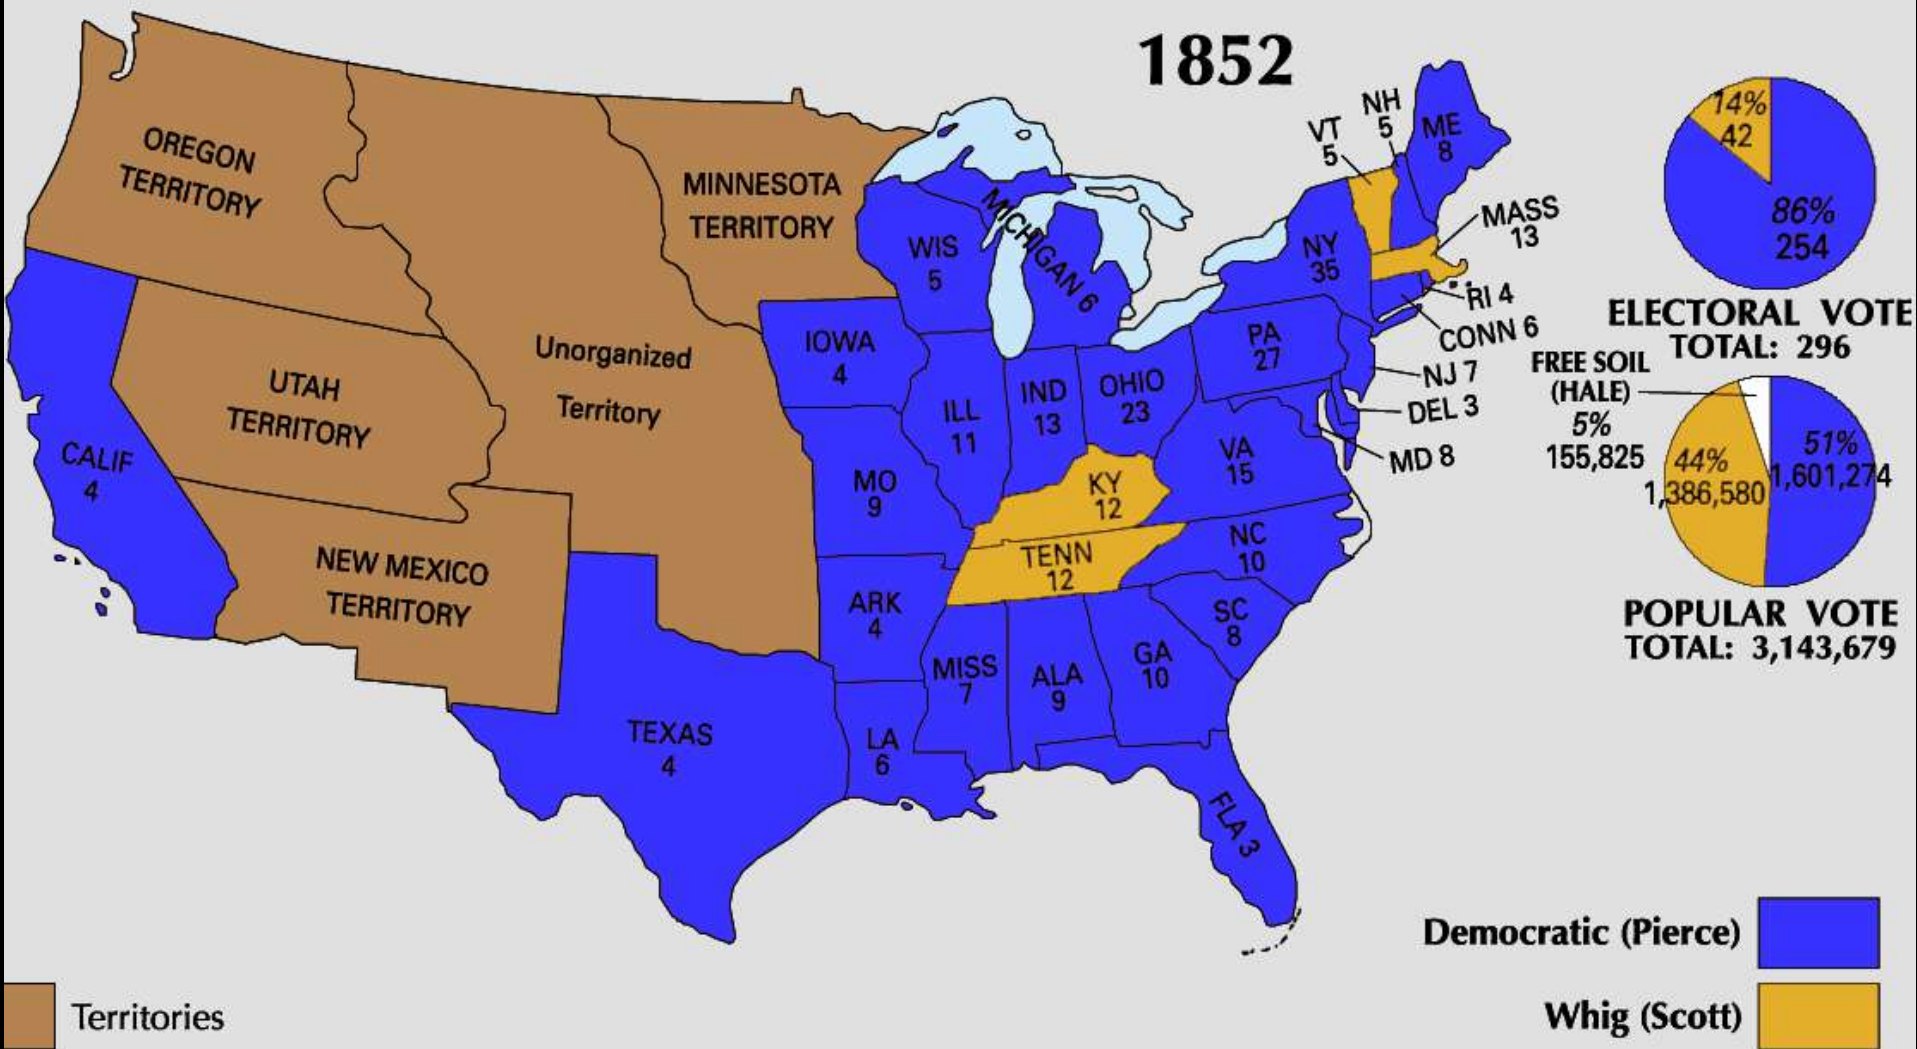 1852
OREGON
TERRITORY
MINNESOTA
TERRITORY
UTAH
TERRITORY
Unorganized
Territory
NEW MEXICO
TERRITORY
CALIF
4
TEXAS
4
WIS
5
MICHIGAN 6
IOWA
4
ILL
11
IND
13
OHIO
23
MO
9
KY
12
TENN
12
ARK
4
LA
6
MISS
7
ALA
9
GA
10
FLA 3
SC
8
NC
10
VA
15
PA
27
NY
35
VT
5
NH
5
ME
8
MASS
13
RI 4
CONN 6
NJ 7
DEL 3
MD 8
14%
42
86%
254
ELECTORAL VOTE
TOTAL: 296
FREE SOIL
(HALE)
5%
155,825
44%
1,386,580
51%
1,601,274
POPULAR VOTE
TOTAL: 3,143,679
Democratic (Pierce)
Whig (Scott)
Territories